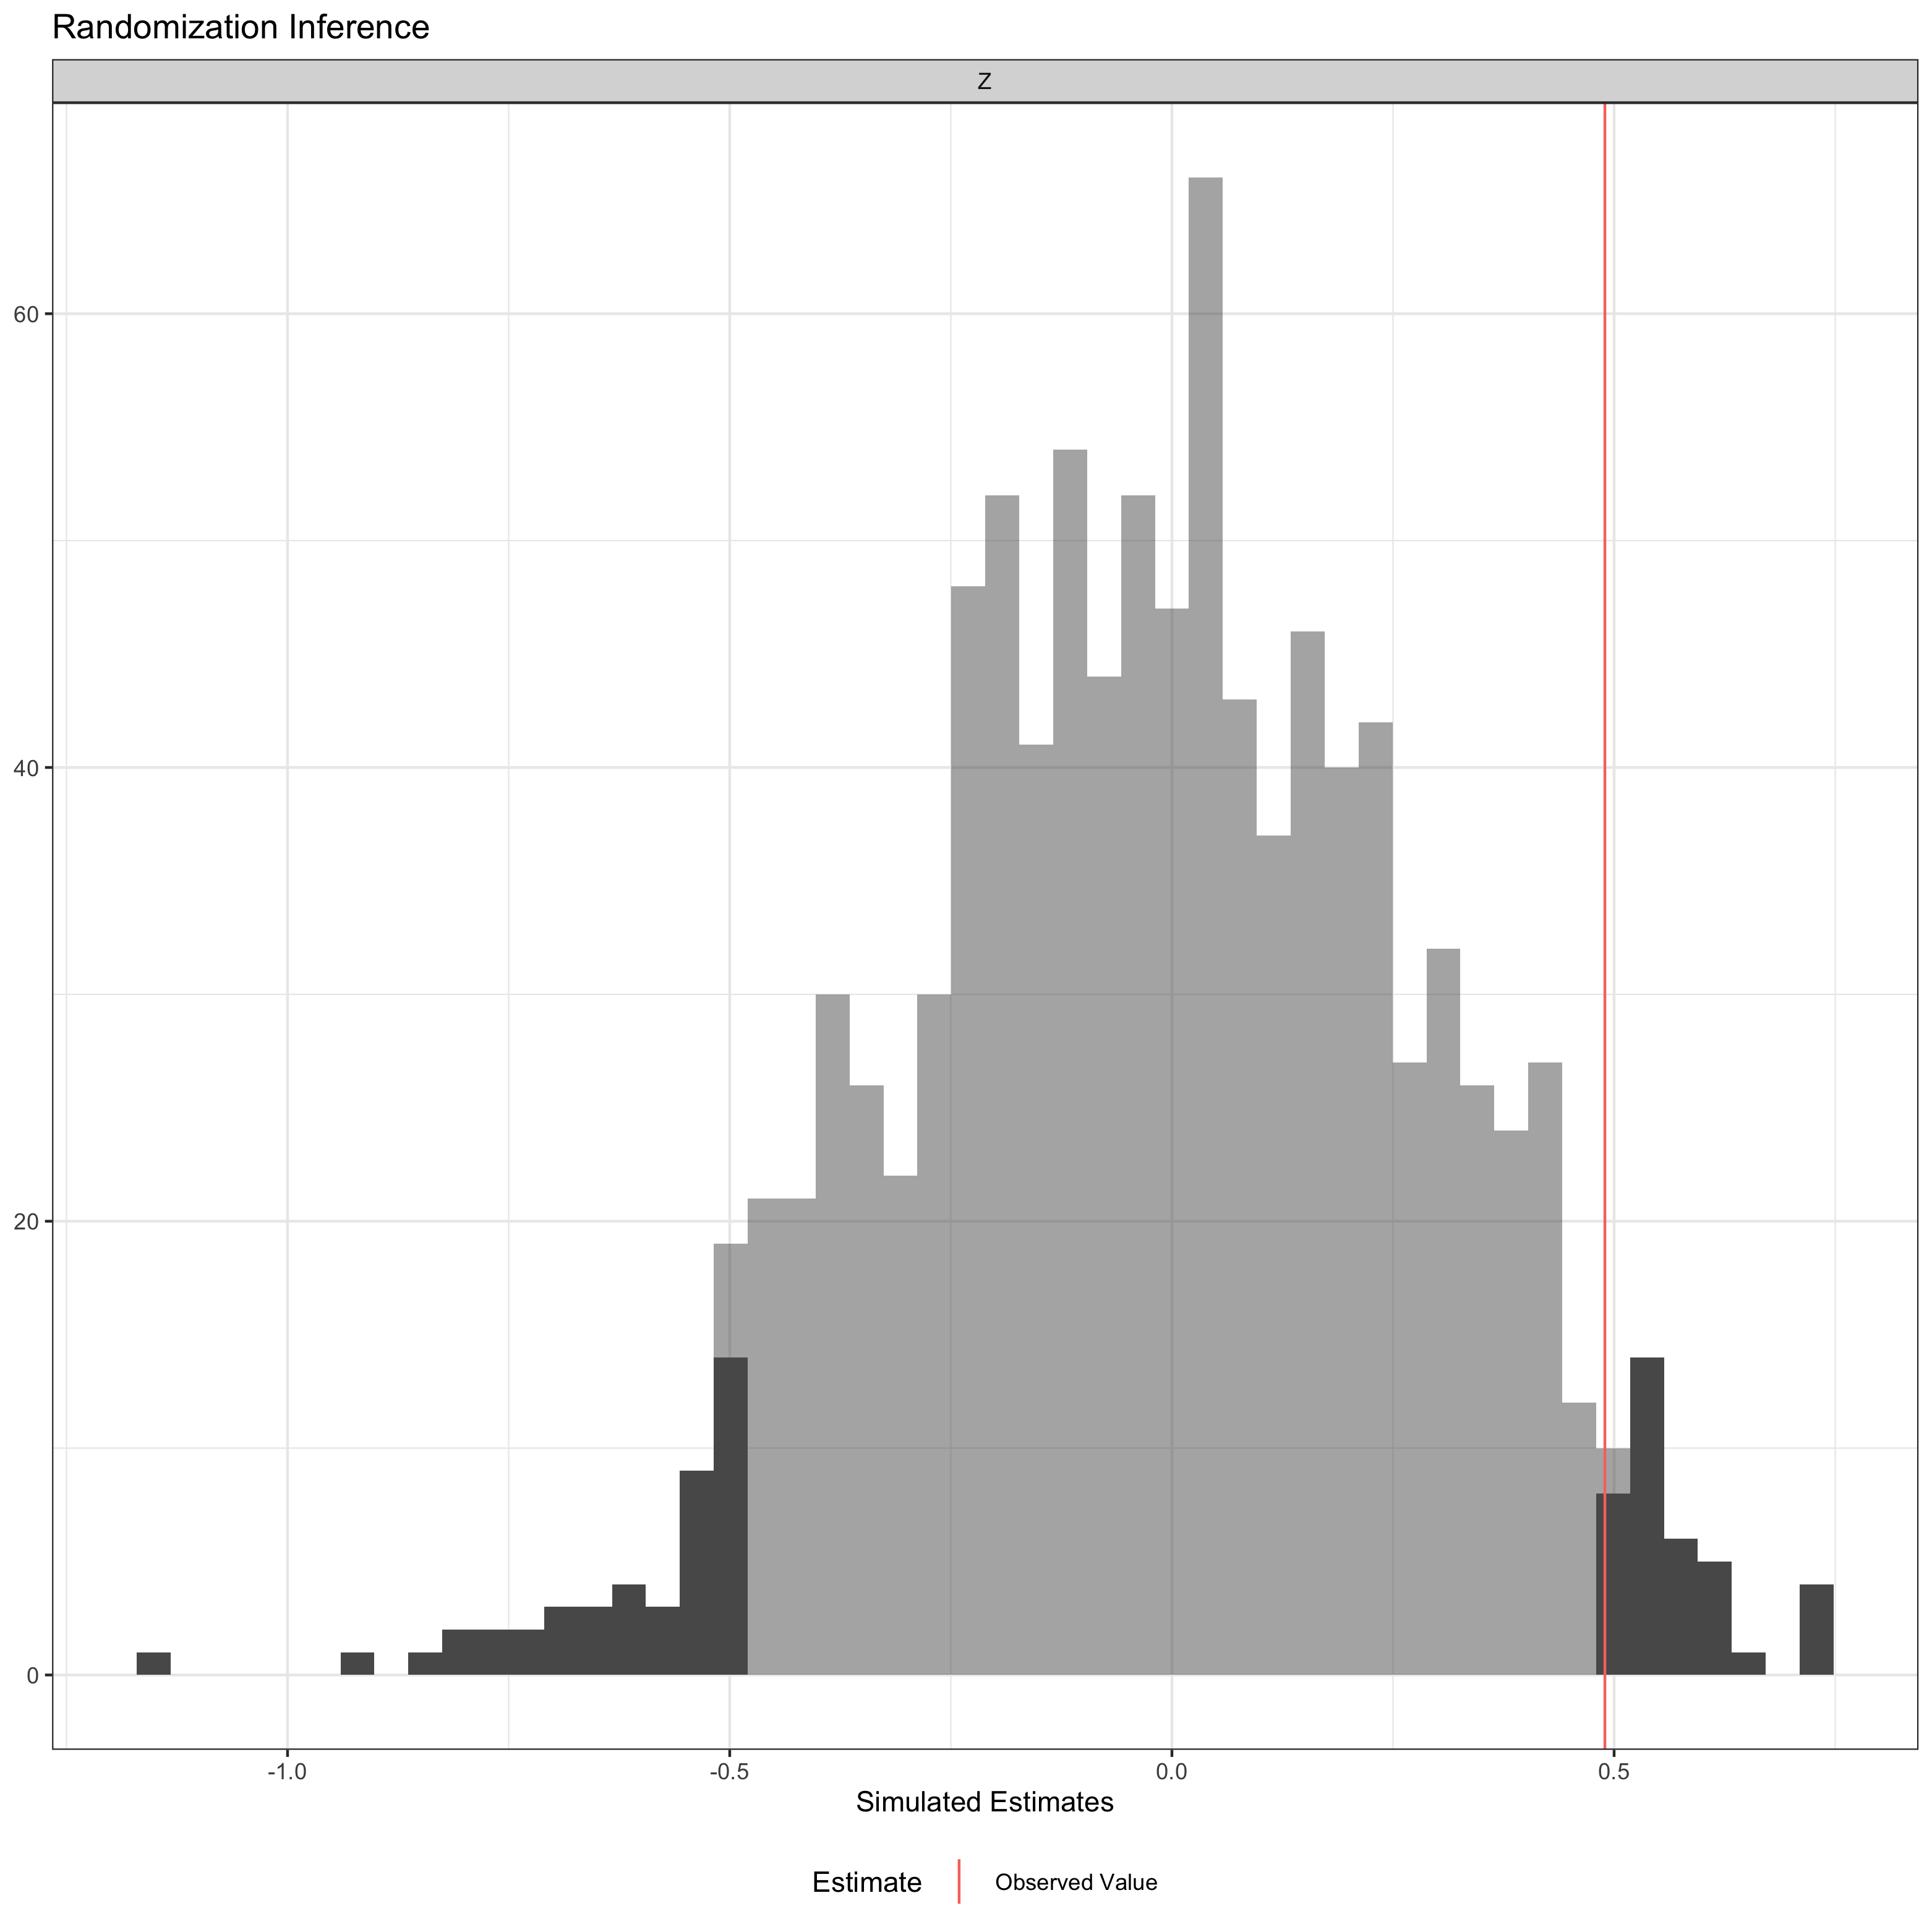 Randomization Inference
Z
60
40
20
0
-1.0 -0.5 0.0 0.5
Simulated Estimates
Estimate Observed Value